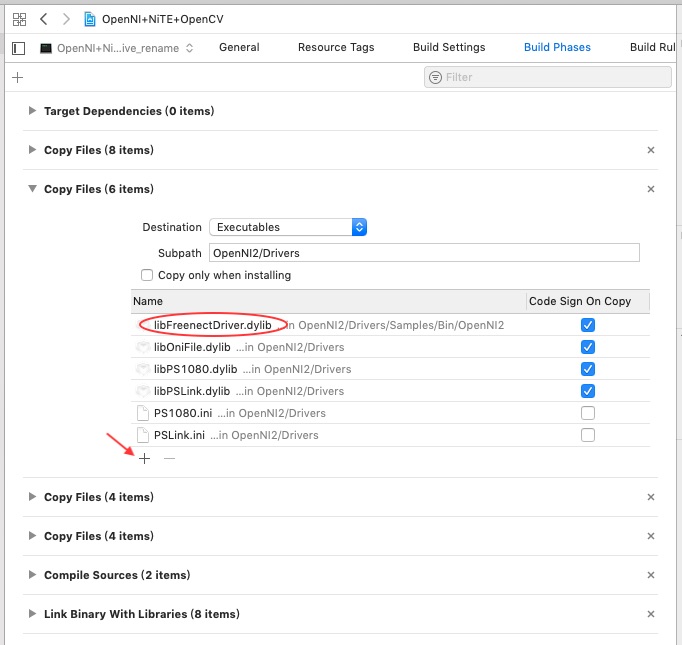 OpenNI+NiTE+OpenCV
OpenNI+Ni...ive_rename General Resource Tags Build Settings Build Phases Build Rul
Filter
Target Dependencies (0 items)
Copy Files (8 items)
Copy Files (6 items)
Destination Executables
Subpath OpenNI2/Drivers
Copy only when installing
Name Code Sign On Copy
libFreenectDriver.dylib ...in OpenNI2/Drivers/Samples/Bin/OpenNI2
libOniFile.dylib ...in OpenNI2/Drivers
libPS1080.dylib ...in OpenNI2/Drivers
libPSLink.dylib ...in OpenNI2/Drivers
PS1080.ini ...in OpenNI2/Drivers
PSLink.ini ...in OpenNI2/Drivers
Copy Files (4 items)
Copy Files (4 items)
Compile Sources (2 items)
Link Binary With Libraries (8 items)